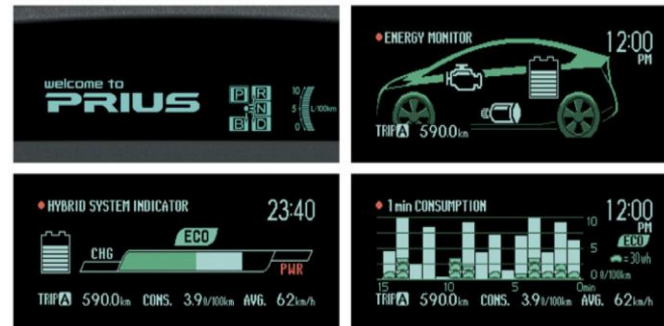 welcome to
PRIUS
P R
N
B D
10
5
0
L/100km
ENERGY MONITOR
12:00
PM
TRIP A 590.0km
HYBRID SYSTEM INDICATOR
23:40
ECO
CHG
PWR
TRIP A 590.0km CONS. 3.9ℓ/100km AVG. 62km/h
1min CONSUMPTION
12:00
PM
10
ECO
5
=30Wh
0 ℓ/100km
15 10 5 0min
TRIP A 590.0km CONS. 3.9ℓ/100km AVG. 62km/h